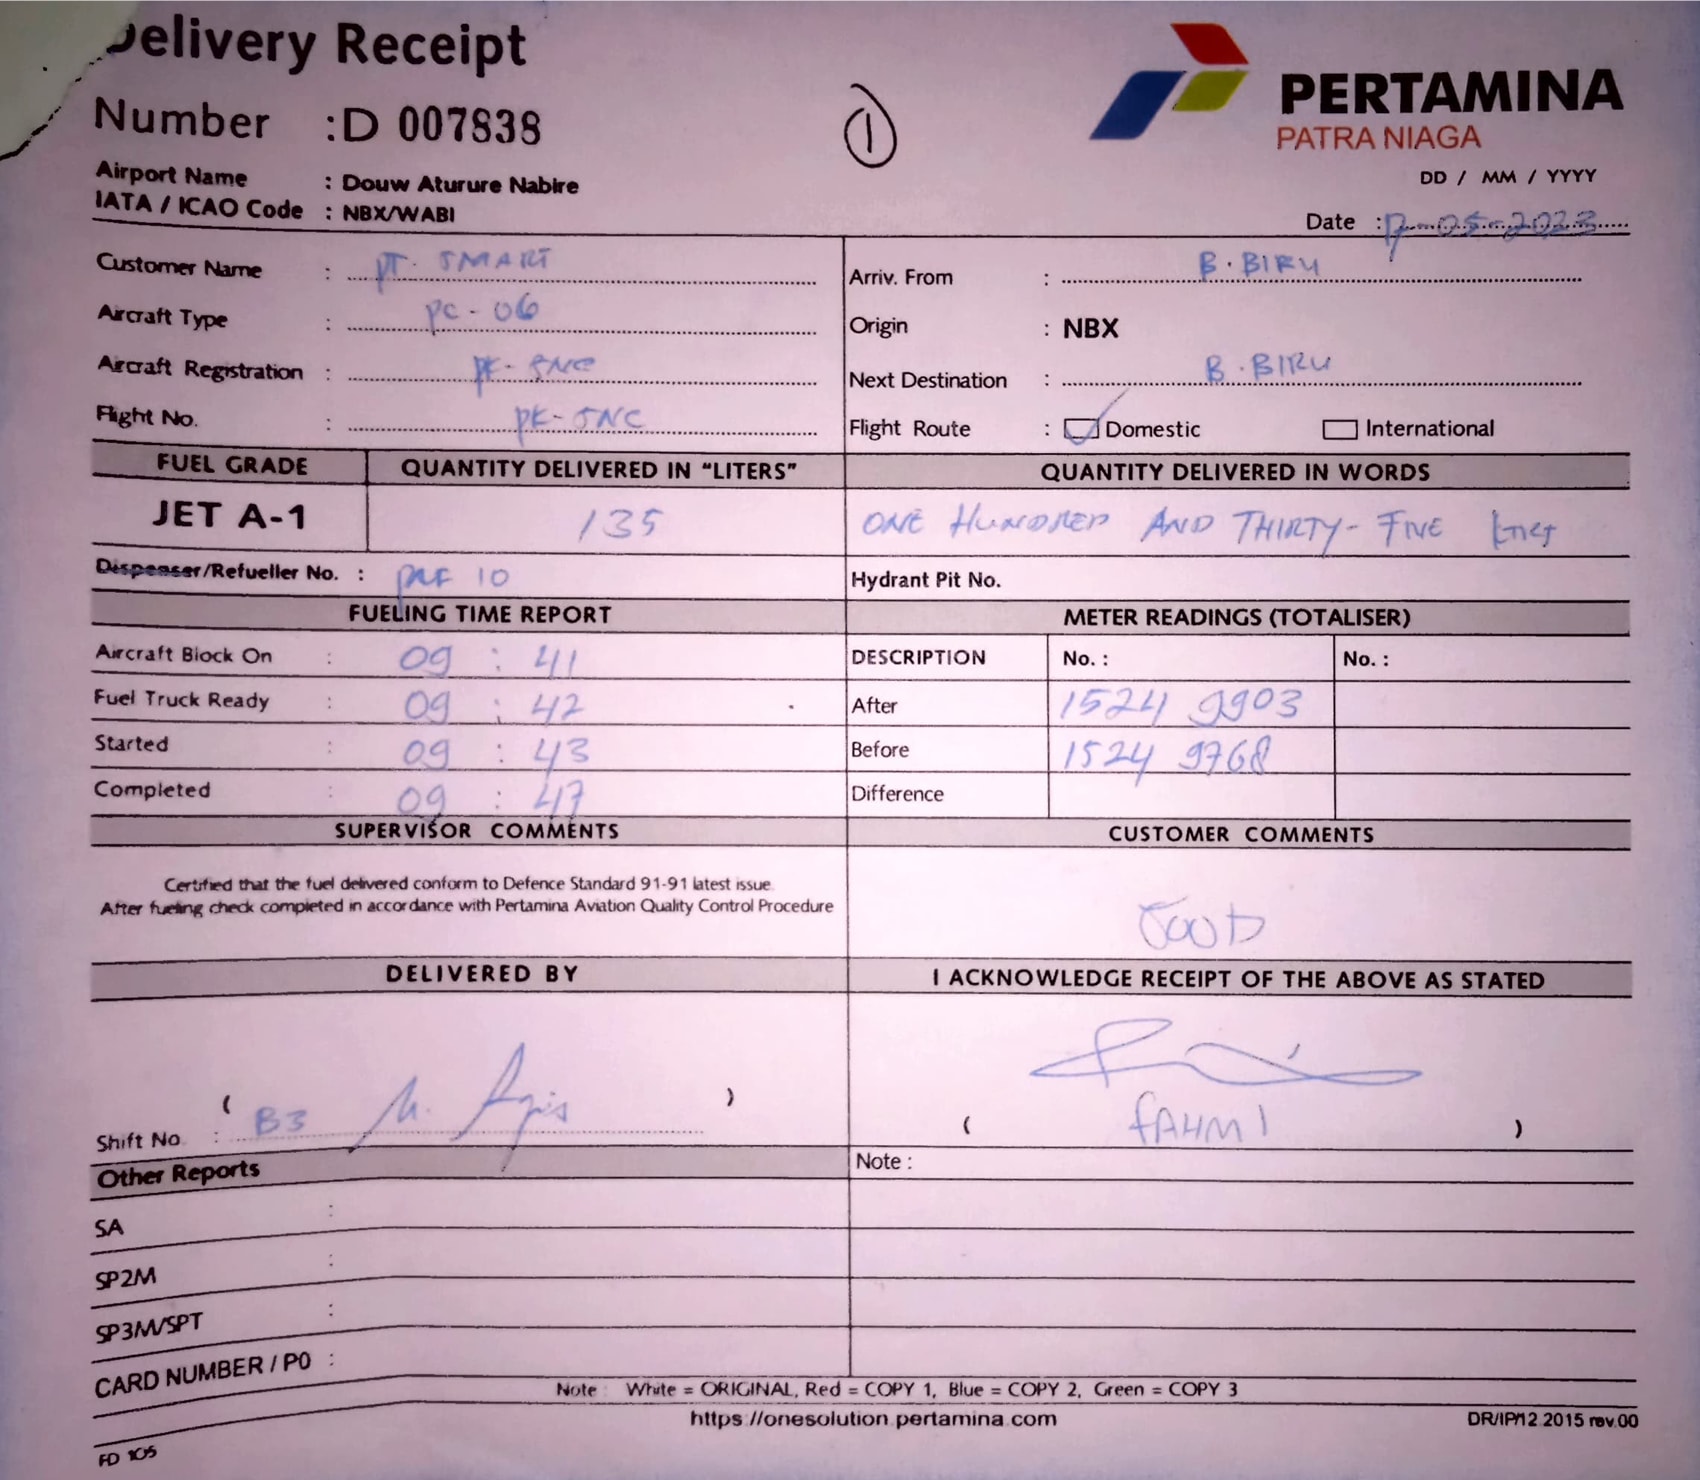 Delivery Receipt
Number :D 007838
1
PERTAMINA
PATRA NIAGA
Airport Name : Douw Aturure Nabire
IATA / ICAO Code : NBX/WABI
DD / MM / YYYY
Date : 17-05-2023
Customer Name : PT. SMART
Aircraft Type : PC-06
Aircraft Registration : PK-SNC
Flight No. : PK-SNC
Arriv. From : B. BIRU
Origin : NBX
Next Destination : B. BIRU
Flight Route : Domestic International
FUEL GRADE QUANTITY DELIVERED IN “LITERS” QUANTITY DELIVERED IN WORDS
JET A-1 135 ONE HUNDRED AND THIRTY-FIVE
Dispenser/Refueller No. : 10 Hydrant Pit No.
FUELING TIME REPORT METER READINGS (TOTALISER)
Aircraft Block On : 09 : 41 DESCRIPTION No. : No. :
Fuel Truck Ready : 09 : 42 After 1524 9903
Started : 09 : 43 Before 1524 9768
Completed : 09 : 47 Difference
SUPERVISOR COMMENTS CUSTOMER COMMENTS
Certified that the fuel delivered conform to Defence Standard 91-91 latest issue.
After fueling check completed in accordance with Pertamina Aviation Quality Control Procedure
GOOD
DELIVERED BY I ACKNOWLEDGE RECEIPT OF THE ABOVE AS STATED
( )
Shift No : B3
( FAHMI )
Other Reports Note :
SA :
SP2M :
SP3M/SPT :
CARD NUMBER / P0 :
Note : White = ORIGINAL, Red = COPY 1, Blue = COPY 2, Green = COPY 3
https://onesolution.pertamina.com
DR/IP/12 2015 rev.00
FD 105